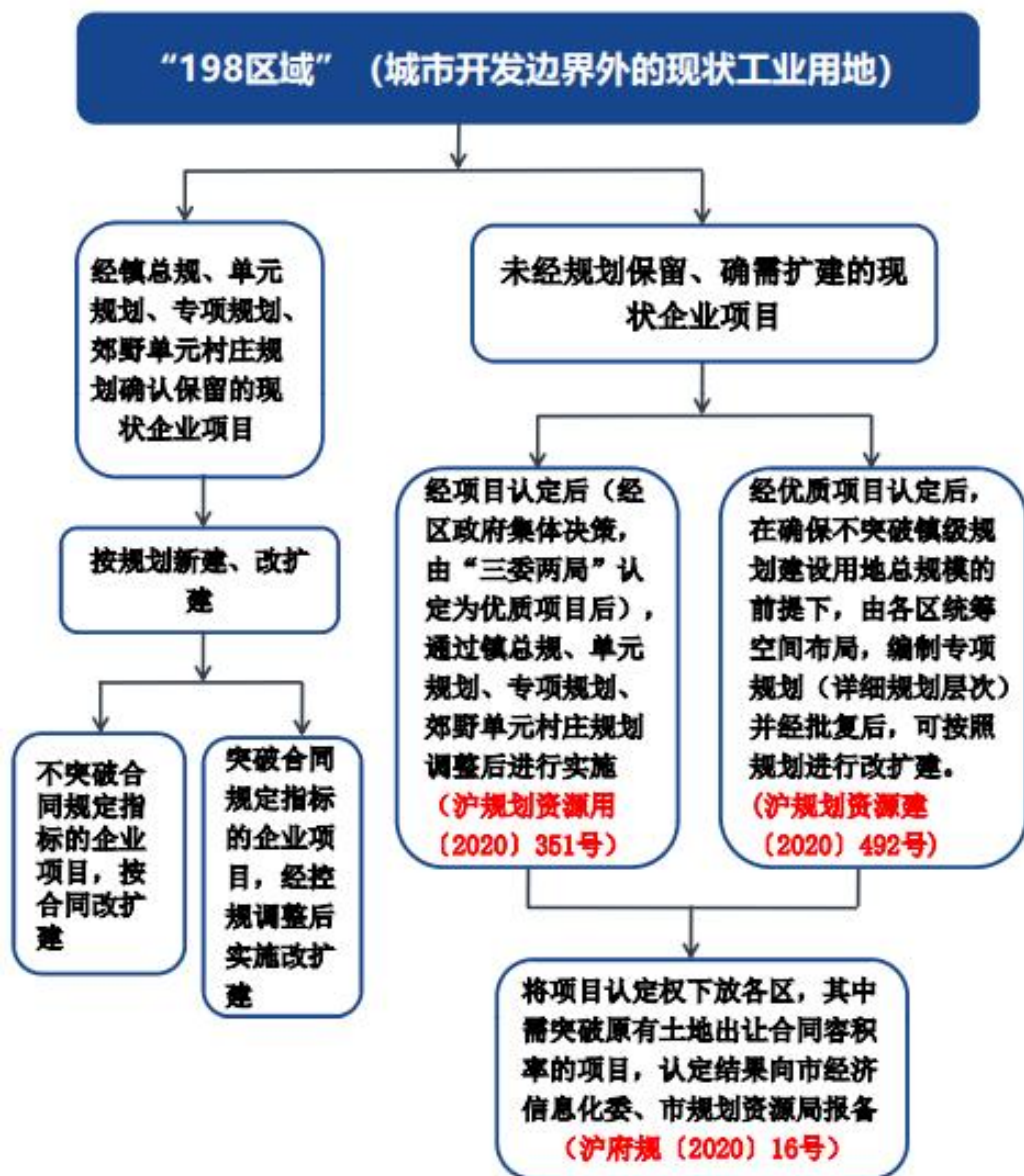 “198区域”（城市开发边界外的现状工业用地）
经镇总规、单元
规划、专项规划、
郊野单元村庄规
划确认保留的现
状企业项目
未经规划保留、确需扩建的现
状企业项目
按规划新建、改扩
建
不突破合
同规定指
标的企业
项目，按
合同改扩
建
突破合同
规定指标
的企业项
目，经控
规调整后
实施改扩
建
经项目认定后（经
区政府集体决策，
由“三委两局”认
定为优质项目后），
通过镇总规、单元
规划、专项规划、
郊野单元村庄规划
调整后进行实施
（沪规划资源用
〔2020〕351号）
经优质项目认定后，
在确保不突破镇级规
划建设用地总规模的
前提下，由各区统筹
空间布局，编制专项
规划（详细规划层次）
并经批复后，可按照
规划进行改扩建。
(沪规划资源建
〔2020〕492号)
将项目认定权下放各区，其中
需突破原有土地出让合同容积
率的项目，认定结果向市经济
信息化委、市规划资源局报备
（沪府规〔2020〕16号）